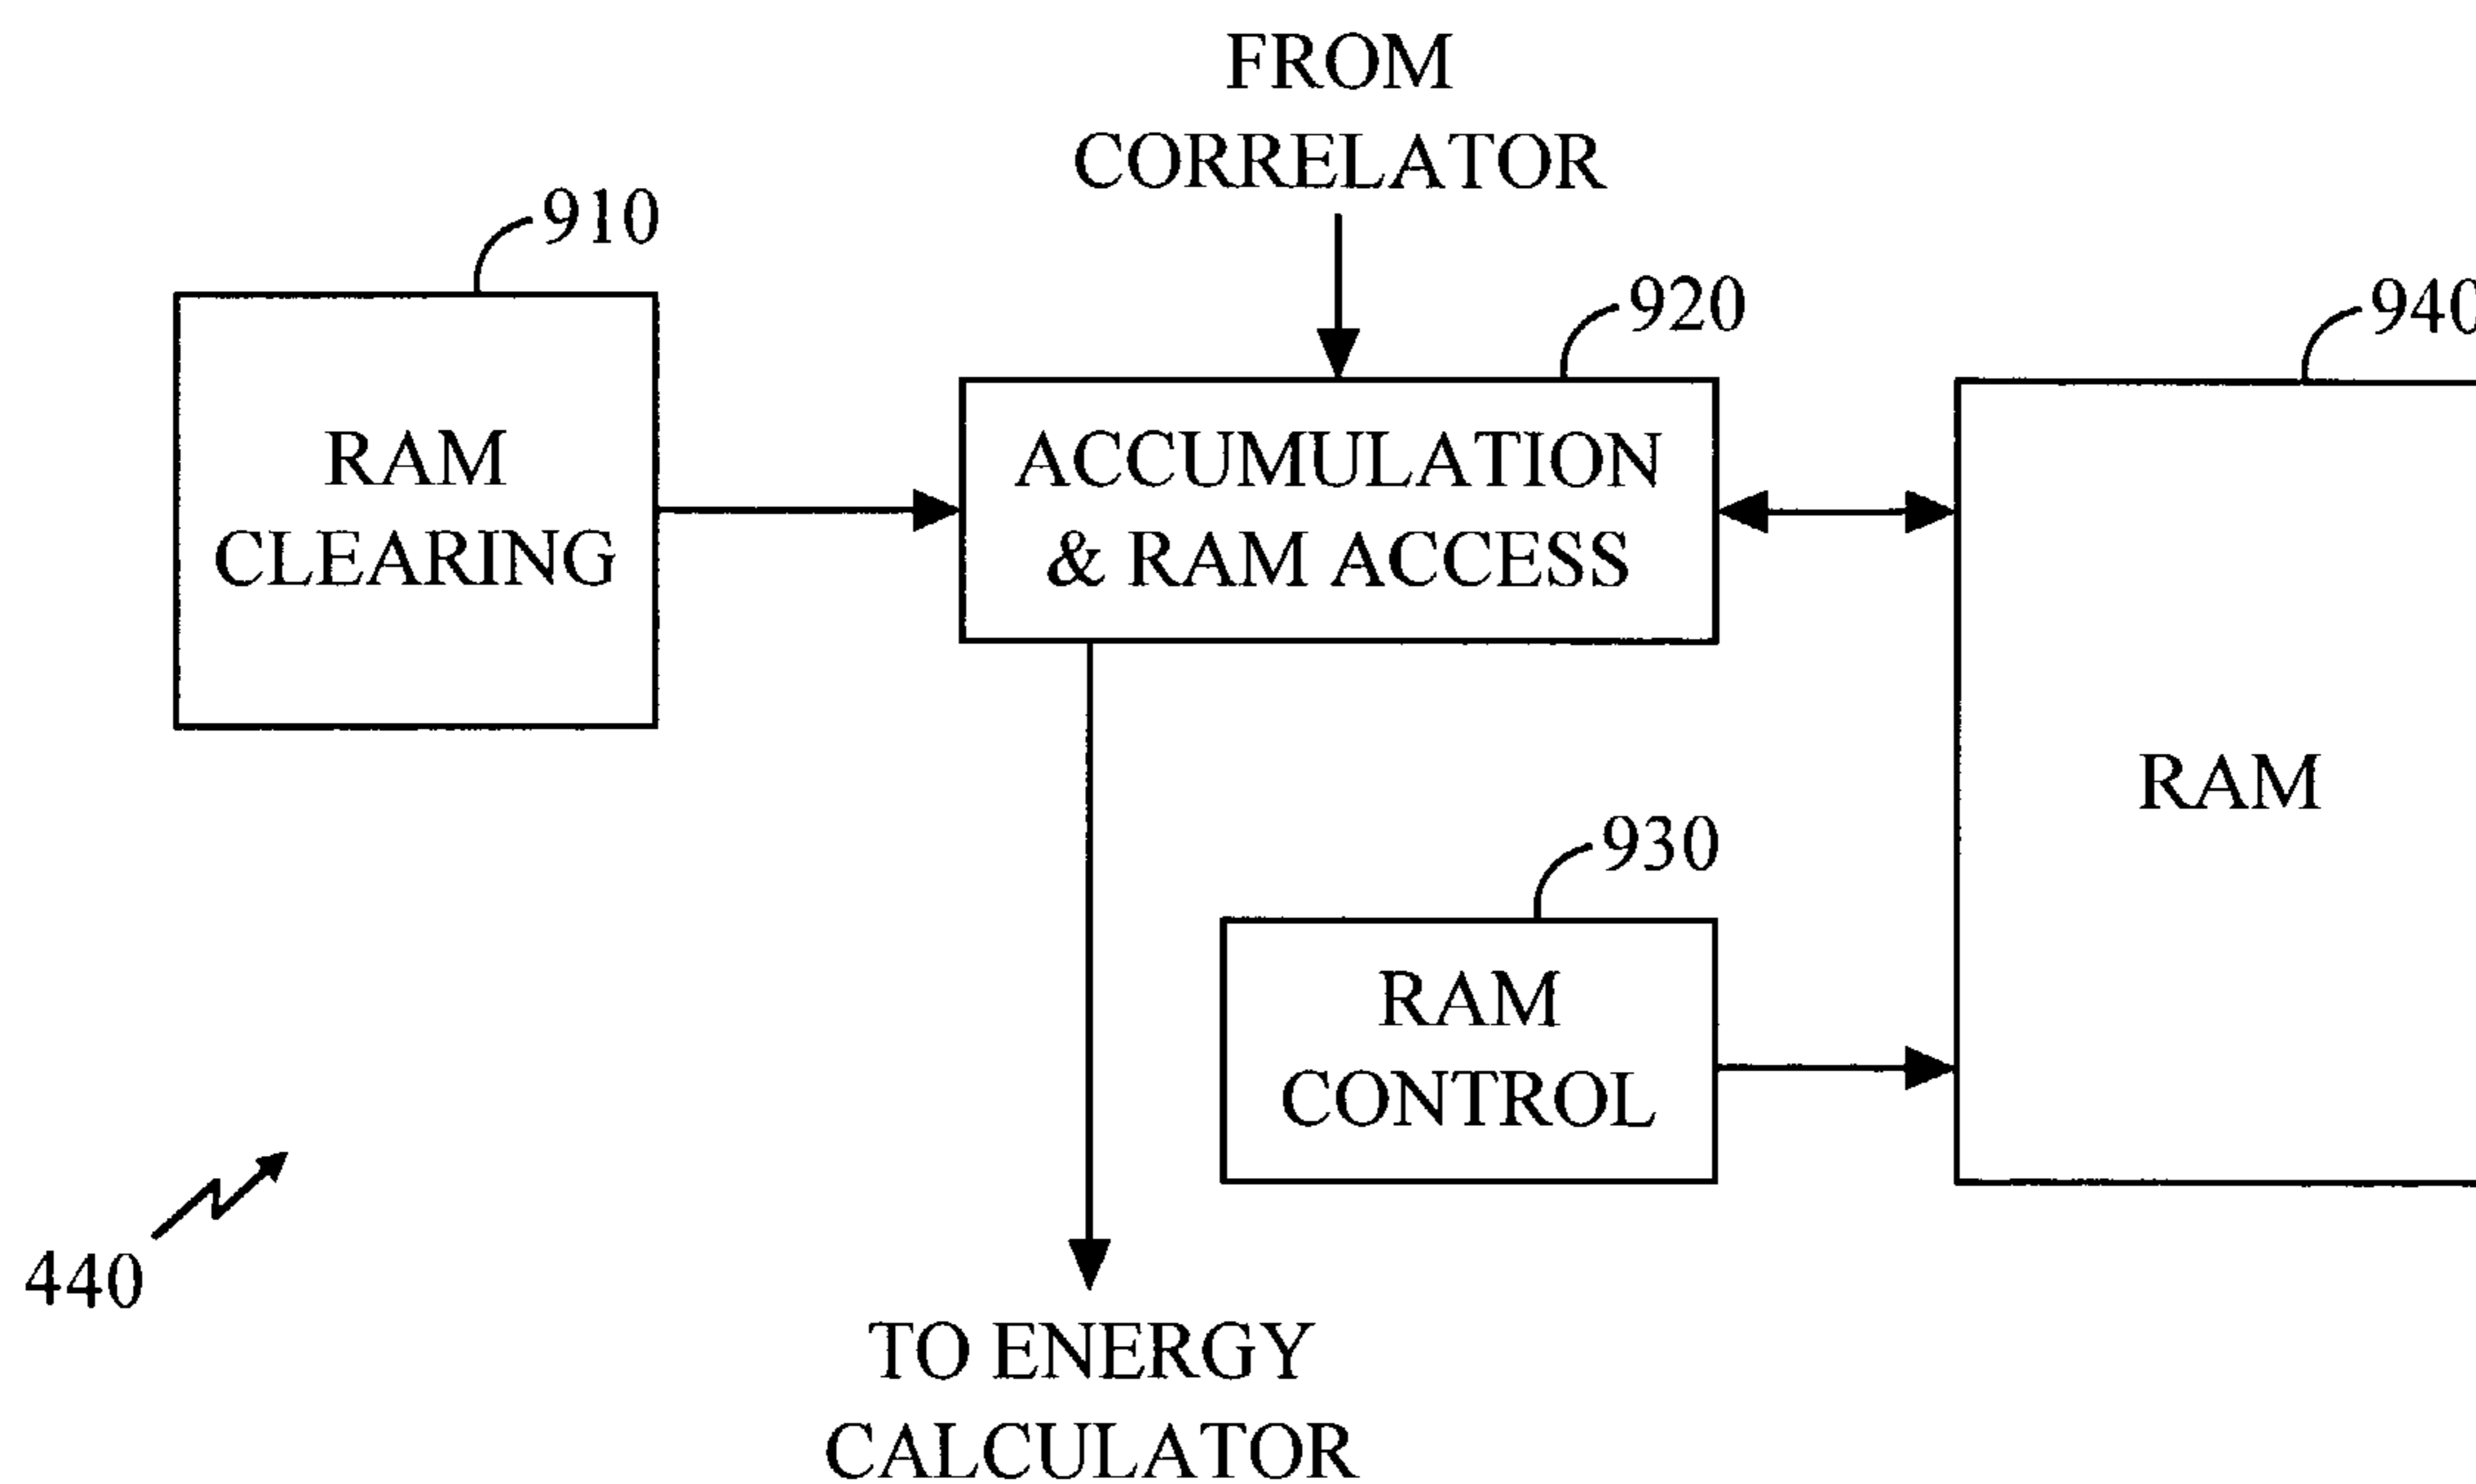 FROM
CORRELATOR
910
920
940
RAM
CLEARING
ACCUMULATION
& RAM ACCESS
RAM
930
RAM
CONTROL
440
TO ENERGY
CALCULATOR